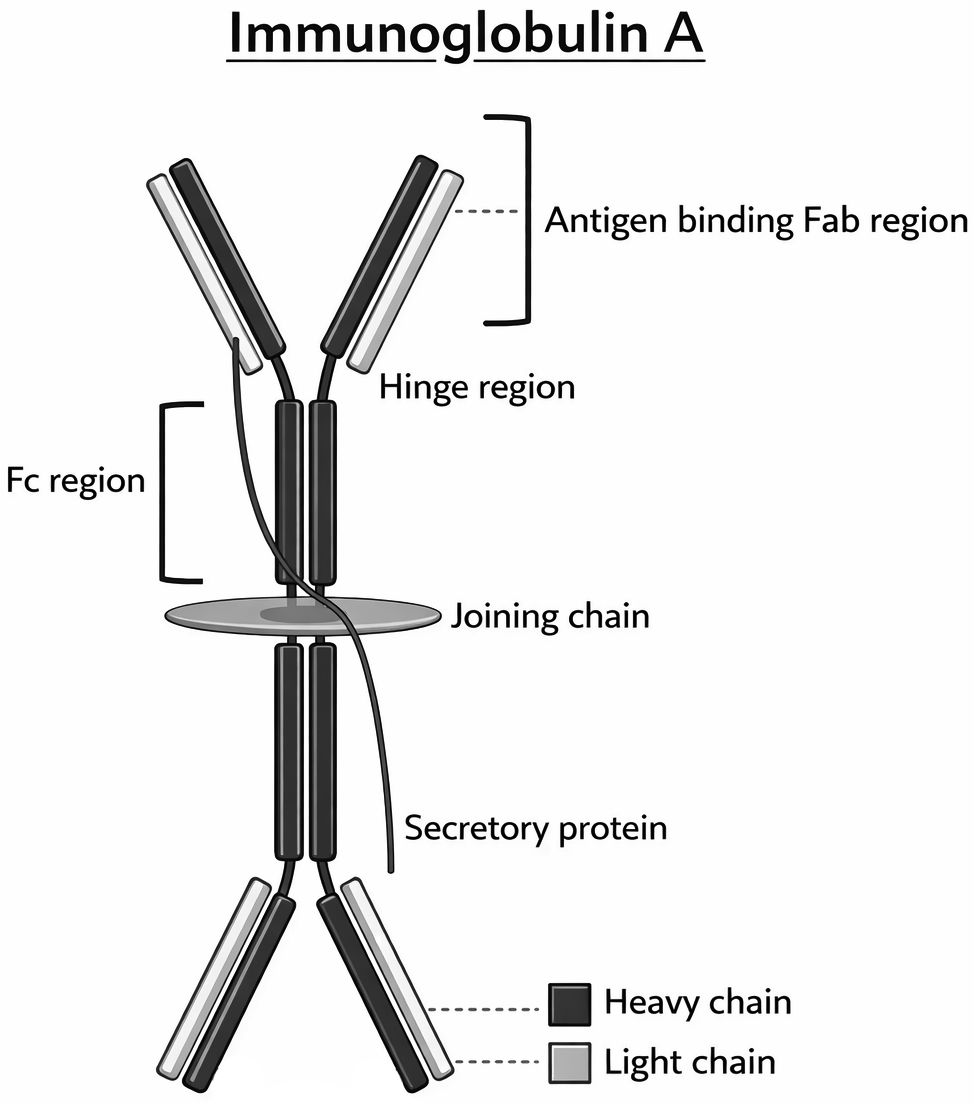 Immunoglobulin A
Antigen binding Fab region
Hinge region
Fc region
Joining chain
Secretory protein
Heavy chain
Light chain